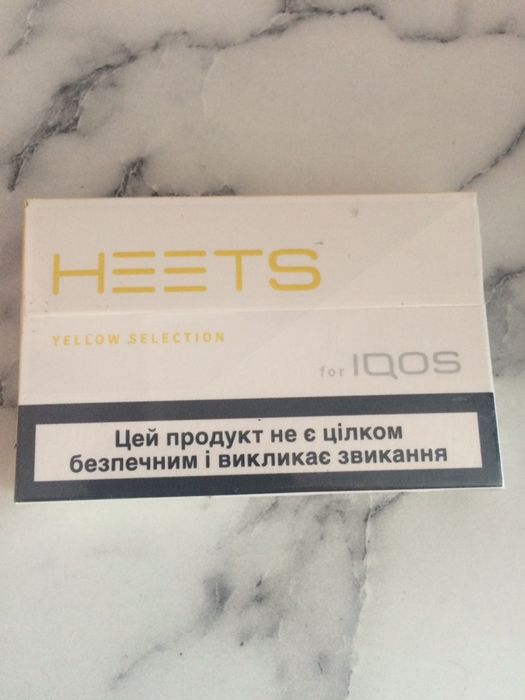 HEETS
YELLOW SELECTION
for IQOS
Цей продукт не є цілком
безпечним і викликає звикання